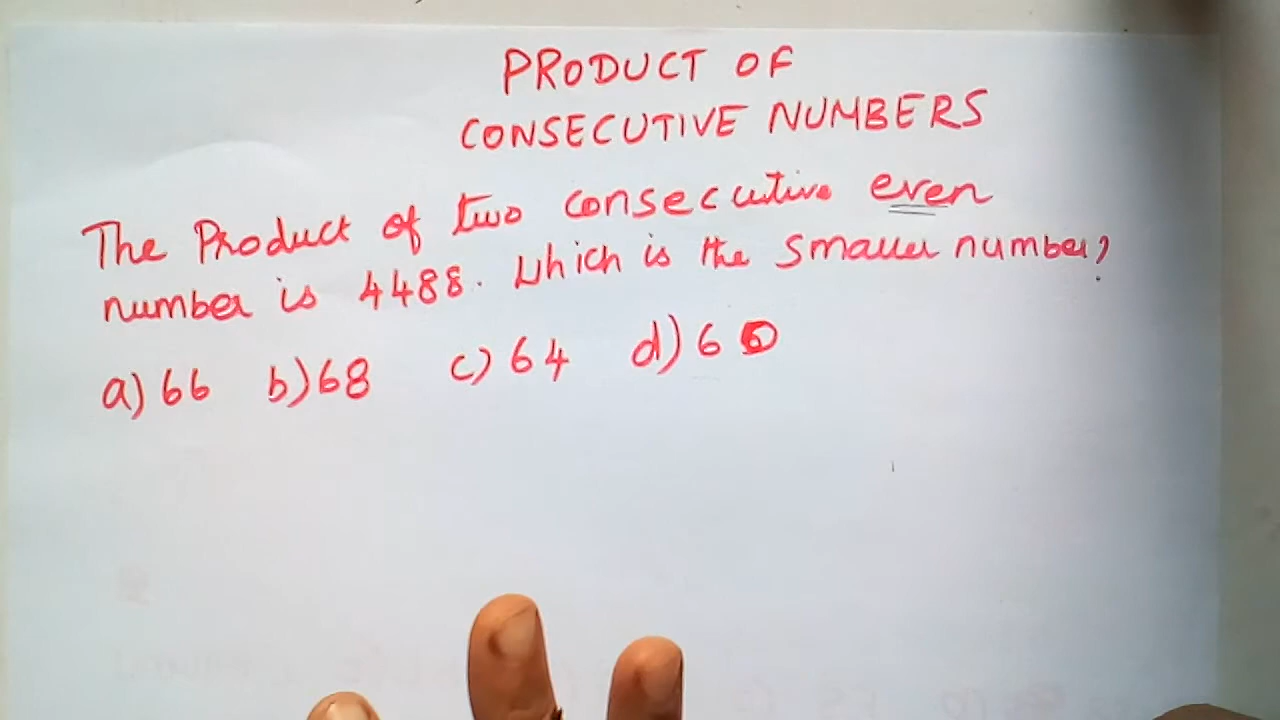 PRODUCT OF
CONSECUTIVE NUMBERS
The Product of two consecutive even
number is 4488. Which is the smaller number?
a) 66 b) 68 c) 64 d) 60